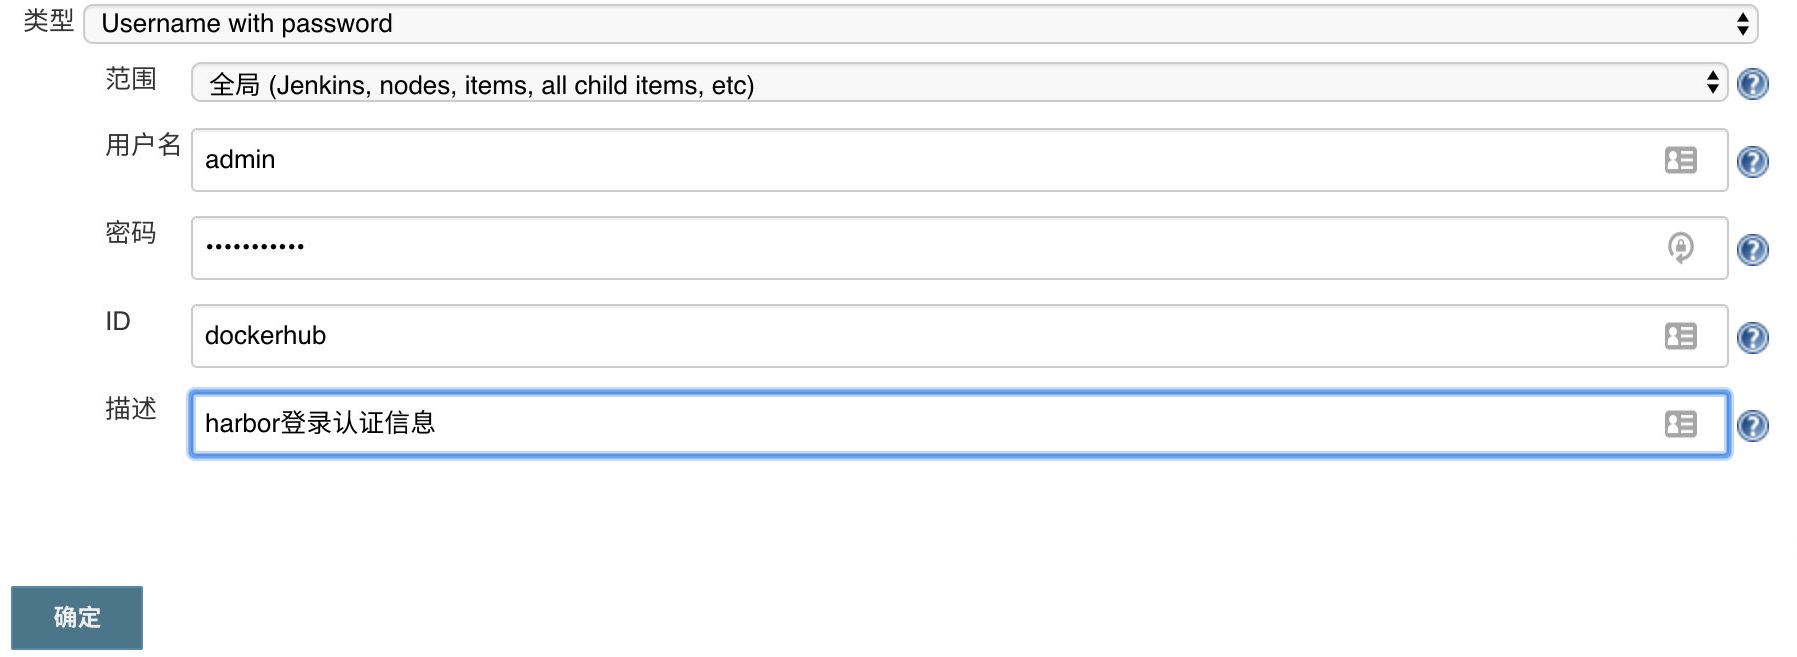 类型 Username with password
范围 全局 (Jenkins, nodes, items, all child items, etc)
用户名 admin
密码 •••••••••••
ID dockerhub
描述 harbor登录认证信息
确定